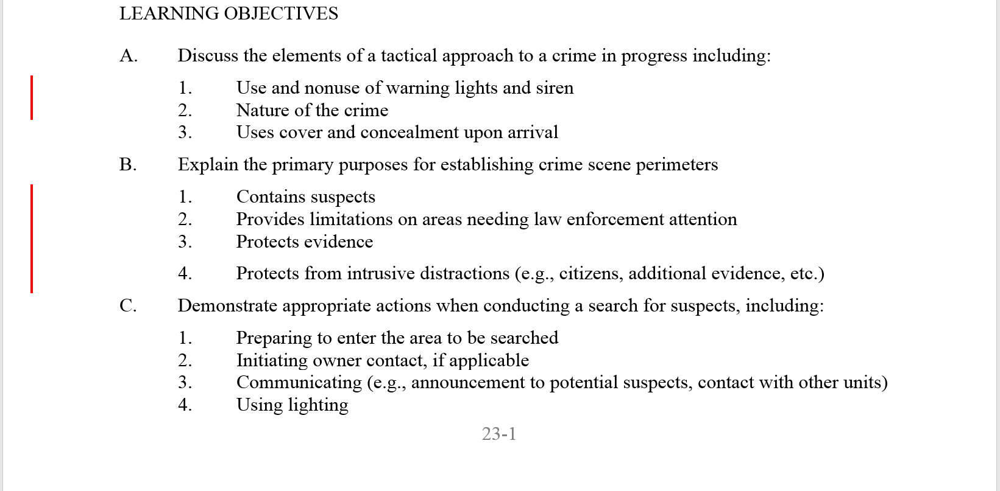 LEARNING OBJECTIVES
A. Discuss the elements of a tactical approach to a crime in progress including:
1. Use and nonuse of warning lights and siren
2. Nature of the crime
3. Uses cover and concealment upon arrival
B. Explain the primary purposes for establishing crime scene perimeters
1. Contains suspects
2. Provides limitations on areas needing law enforcement attention
3. Protects evidence
4. Protects from intrusive distractions (e.g., citizens, additional evidence, etc.)
C. Demonstrate appropriate actions when conducting a search for suspects, including:
1. Preparing to enter the area to be searched
2. Initiating owner contact, if applicable
3. Communicating (e.g., announcement to potential suspects, contact with other units)
4. Using lighting
23-1